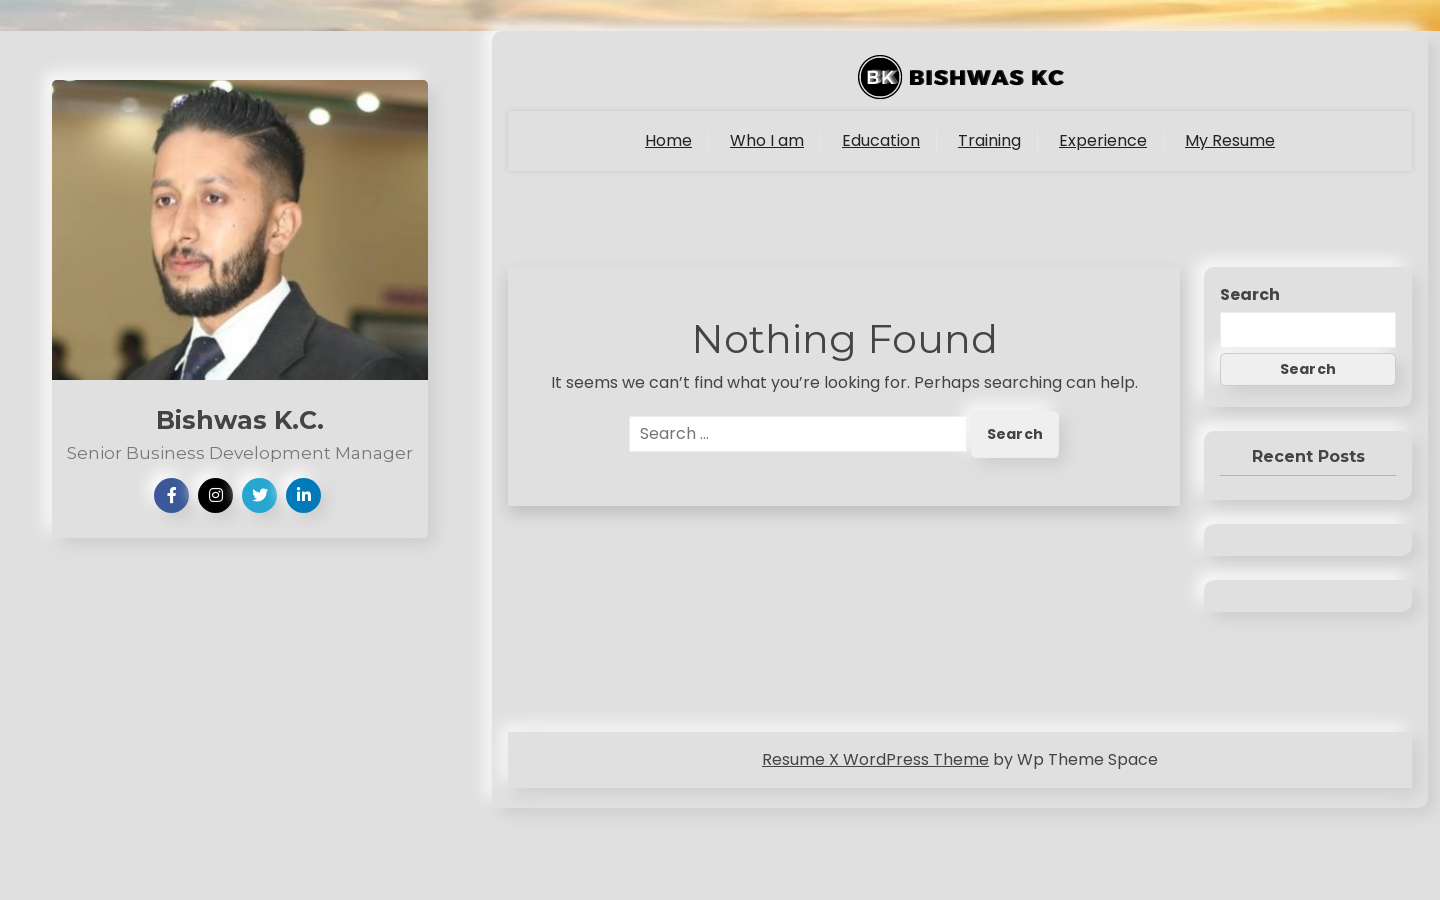 Bishwas K.C.
Senior Business Development Manager
BK BISHWAS KC
Home
Who I am
Education
Training
Experience
My Resume
Nothing Found
It seems we can’t find what you’re looking for. Perhaps searching can help.
Search ...
Search
Search
Search
Recent Posts
Resume X WordPress Theme by Wp Theme Space